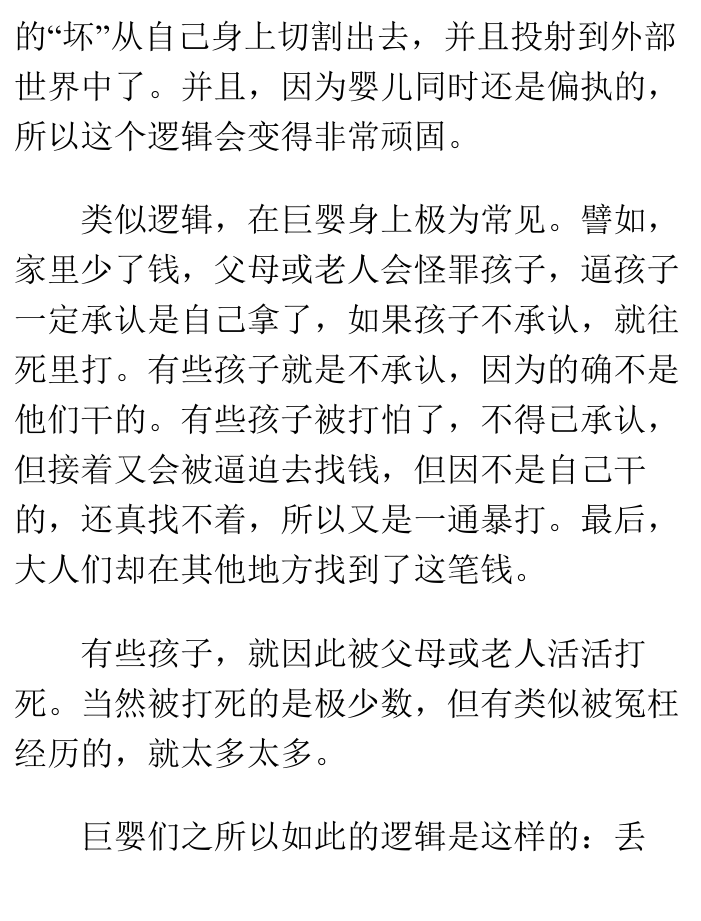 的“坏”从自己身上切割出去，并且投射到外部
世界中了。并且，因为婴儿同时还是偏执的，
所以这个逻辑会变得非常顽固。
类似逻辑，在巨婴身上极为常见。譬如，
家里少了钱，父母或老人会怪罪孩子，逼孩子
一定承认是自己拿了，如果孩子不承认，就往
死里打。有些孩子就是不承认，因为的确不是
他们干的。有些孩子被打怕了，不得已承认，
但接着又会被逼迫去找钱，但因不是自己干
的，还真找不着，所以又是一通暴打。最后，
大人们却在其他地方找到了这笔钱。
有些孩子，就因此被父母或老人活活打
死。当然被打死的是极少数，但有类似被冤枉
经历的，就太多太多。
巨婴们之所以如此的逻辑是这样的：丢